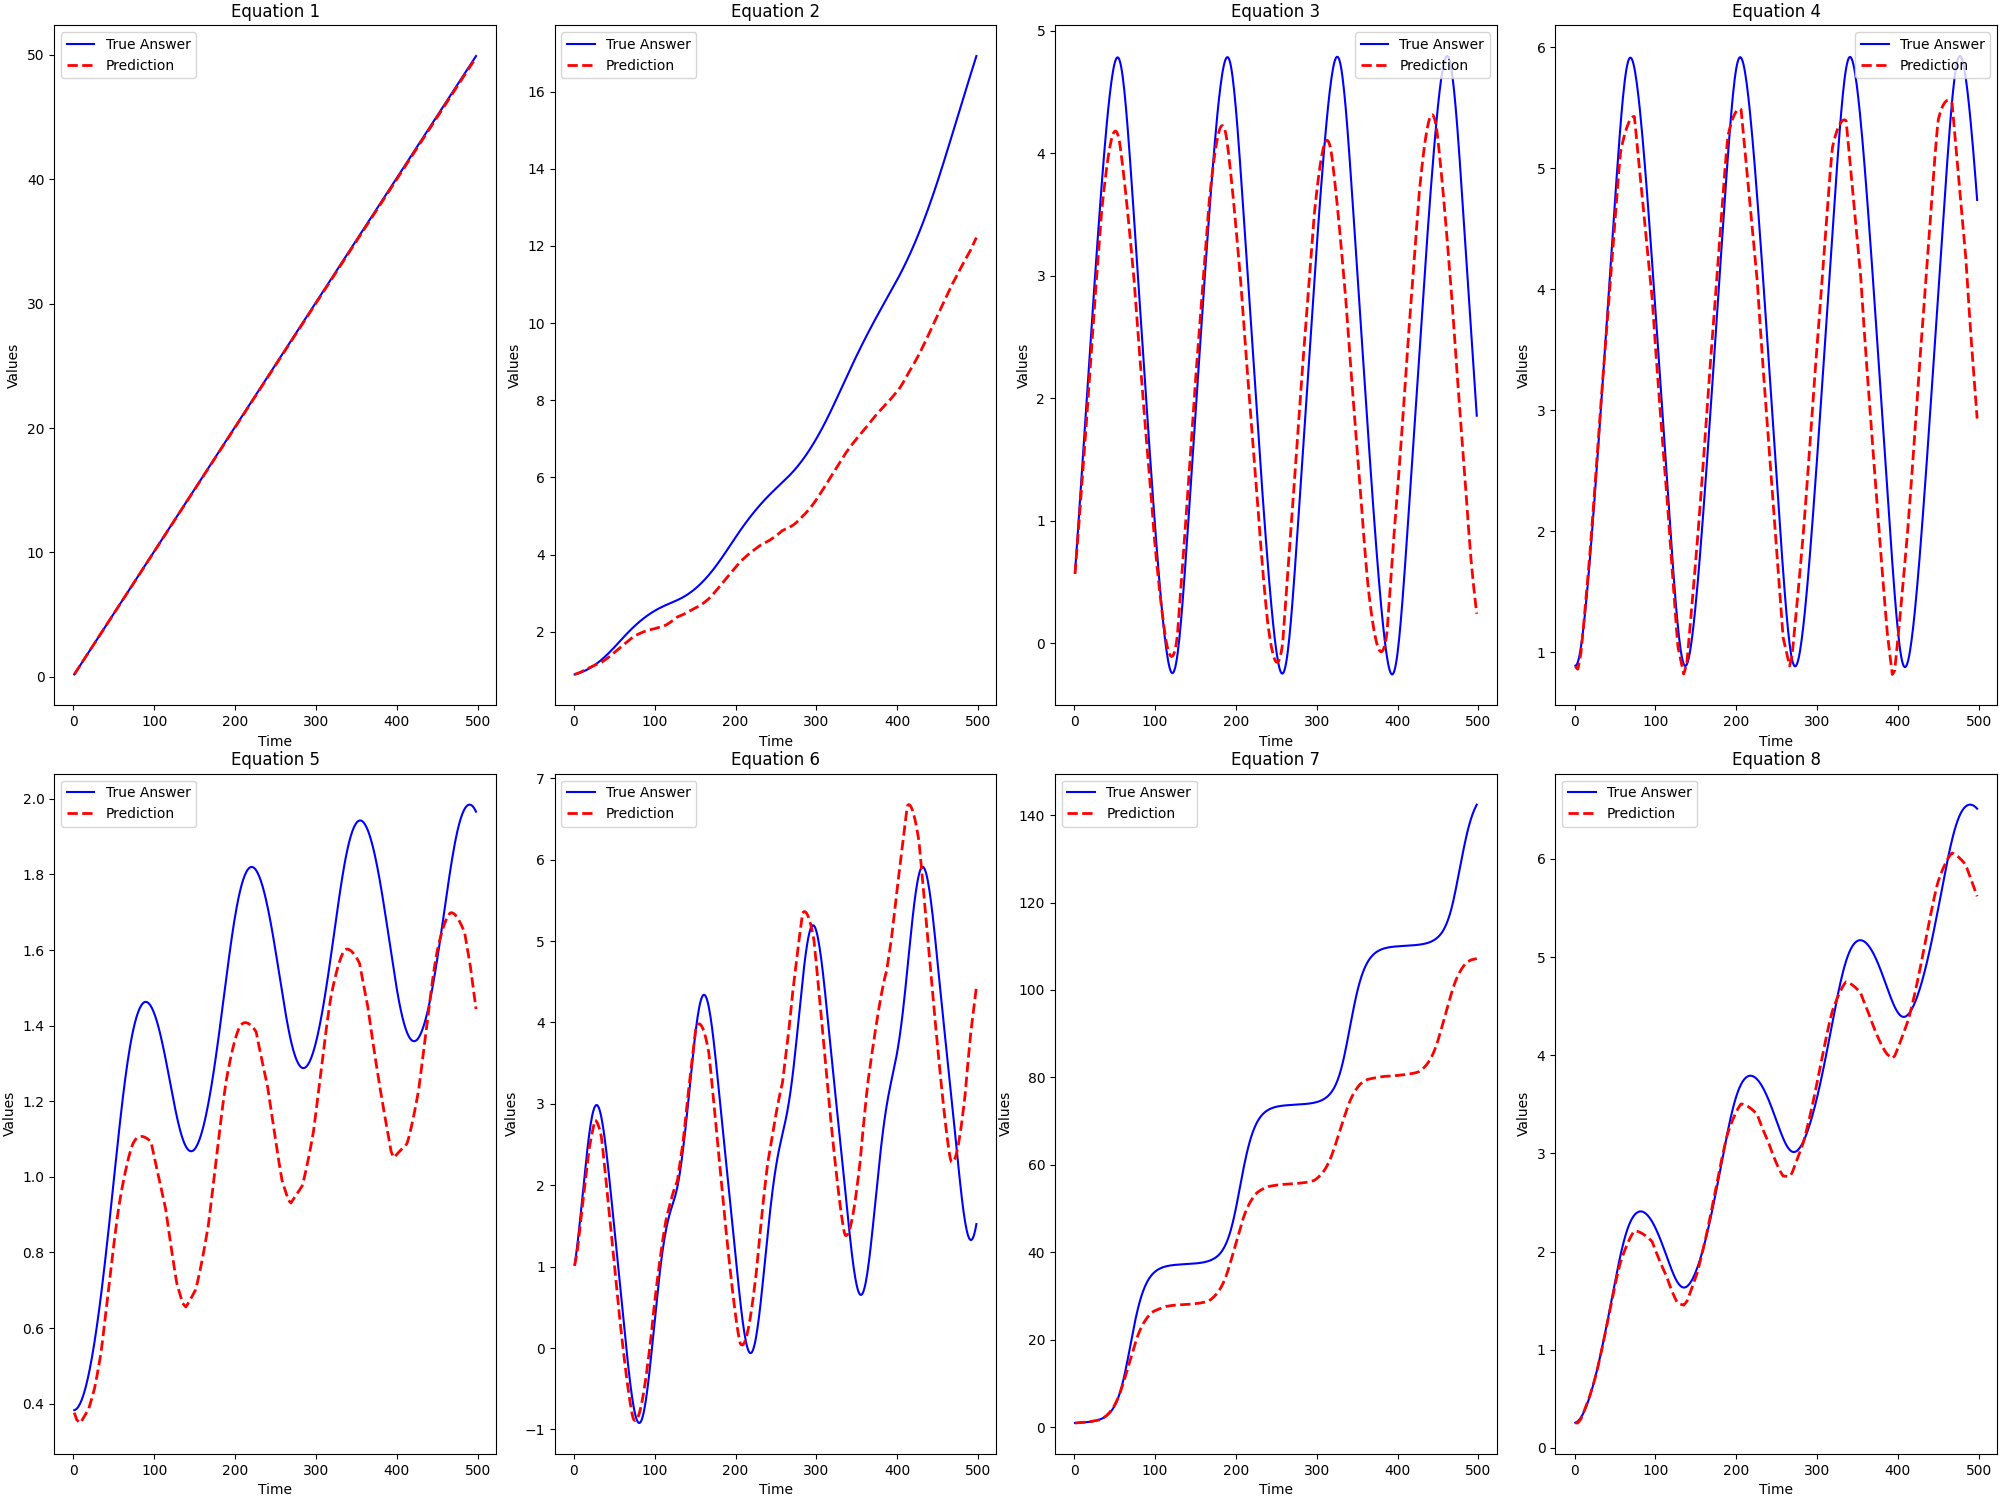 Equation 1
True Answer
Prediction
50
40
30
20
10
0
Values
0 100 200 300 400 500
Time
Equation 2
True Answer
Prediction
16
14
12
10
8
6
4
2
Values
0 100 200 300 400 500
Time
Equation 3
True Answer
Prediction
5
4
3
2
1
0
Values
0 100 200 300 400 500
Time
Equation 4
True Answer
Prediction
6
5
4
3
2
1
Values
0 100 200 300 400 500
Time
Equation 5
True Answer
Prediction
2.0
1.8
1.6
1.4
1.2
1.0
0.8
0.6
0.4
Values
0 100 200 300 400 500
Time
Equation 6
True Answer
Prediction
7
6
5
4
3
2
1
0
−1
Values
0 100 200 300 400 500
Time
Equation 7
True Answer
Prediction
140
120
100
80
60
40
20
0
Values
0 100 200 300 400 500
Time
Equation 8
True Answer
Prediction
6
5
4
3
2
1
0
Values
0 100 200 300 400 500
Time